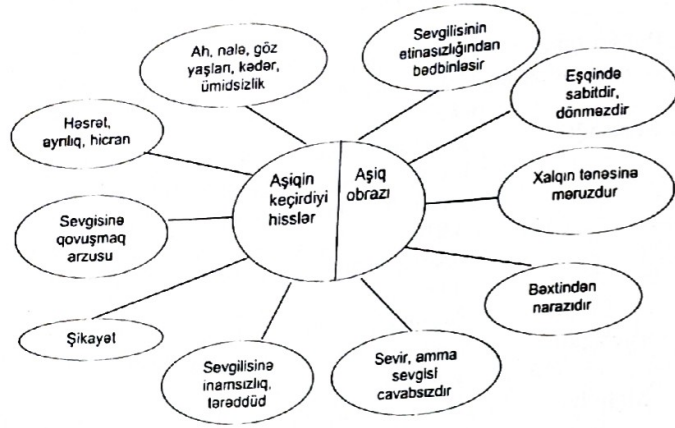 Ah, nalə, göz
yaşları, kədər,
ümidsizlik
Sevgilisinin
etinasızlığından
bədbinləşir
Eşqində
sabitdir,
dönməzdir
Həsrət,
ayrılıq, hicran
Aşiqin
keçirdiyi
hisslər
Aşiq
obrazı
Xalqın tənəsinə
məruzdur
Sevgisinə
qovuşmaq
arzusu
Bəxtindən
narazıdır
Şikayət
Sevgilisinə
inamsızlıq,
tərəddüd
Sevir, amma
sevgisi
cavabsızdır